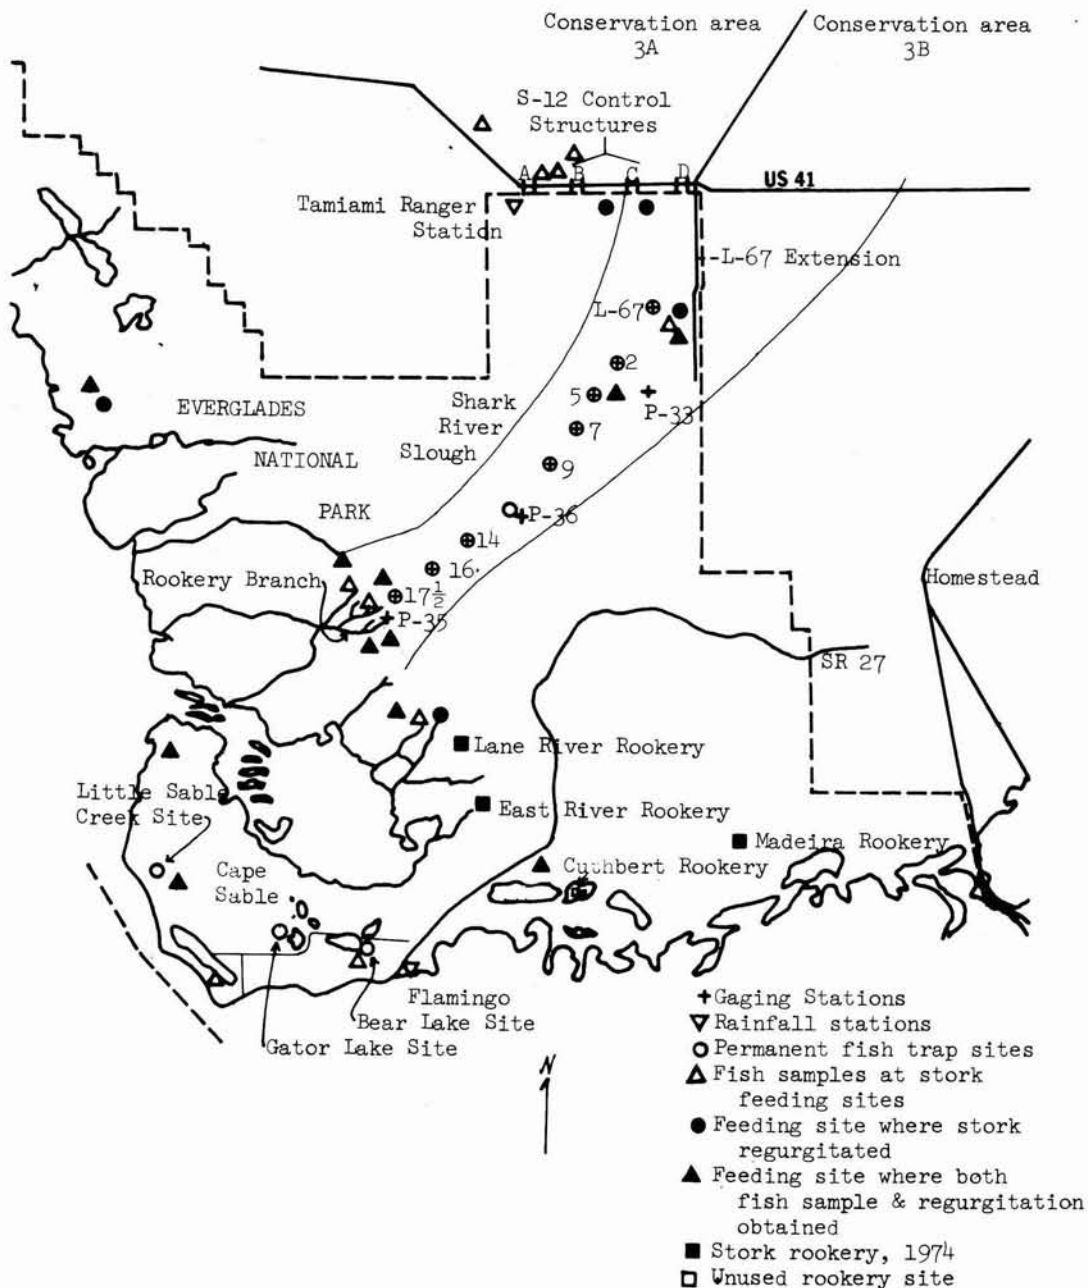 Conservation area
3A
Conservation area
3B
S-12 Control
Structures
A
B
C
D
US 41
Tamiami Ranger
Station
L-67 Extension
L-67
2
5
P-33
7
9
Shark
River
Slough
EVERGLADES
NATIONAL
PARK
P-36
14
16
17½
P-35
Rookery Branch
Homestead
SR 27
Lane River Rookery
East River Rookery
Little Sable
Creek Site
Cape
Sable
Madeira Rookery
Cuthbert Rookery
Flamingo
Bear Lake Site
Gator Lake Site
N
Gaging Stations
Rainfall stations
Permanent fish trap sites
Fish samples at stork
feeding sites
Feeding site where stork
regurgitated
Feeding site where both
fish sample & regurgitation
obtained
Stork rookery, 1974
Unused rookery site